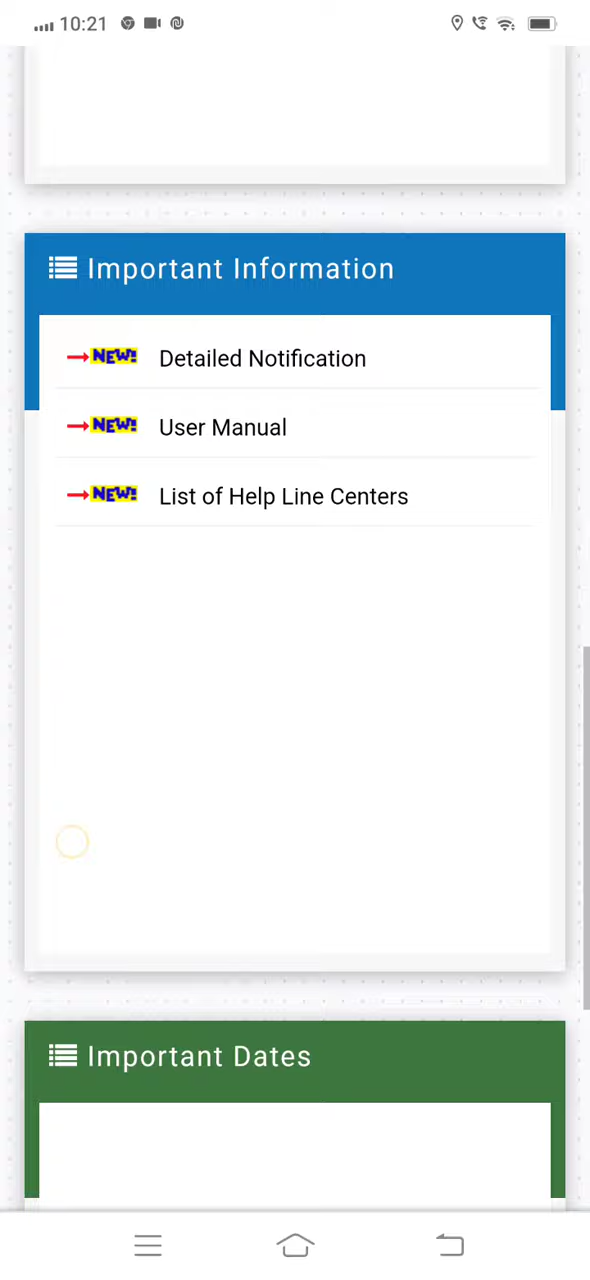 10:21
Important Information
NEW! Detailed Notification
NEW! User Manual
NEW! List of Help Line Centers
Important Dates